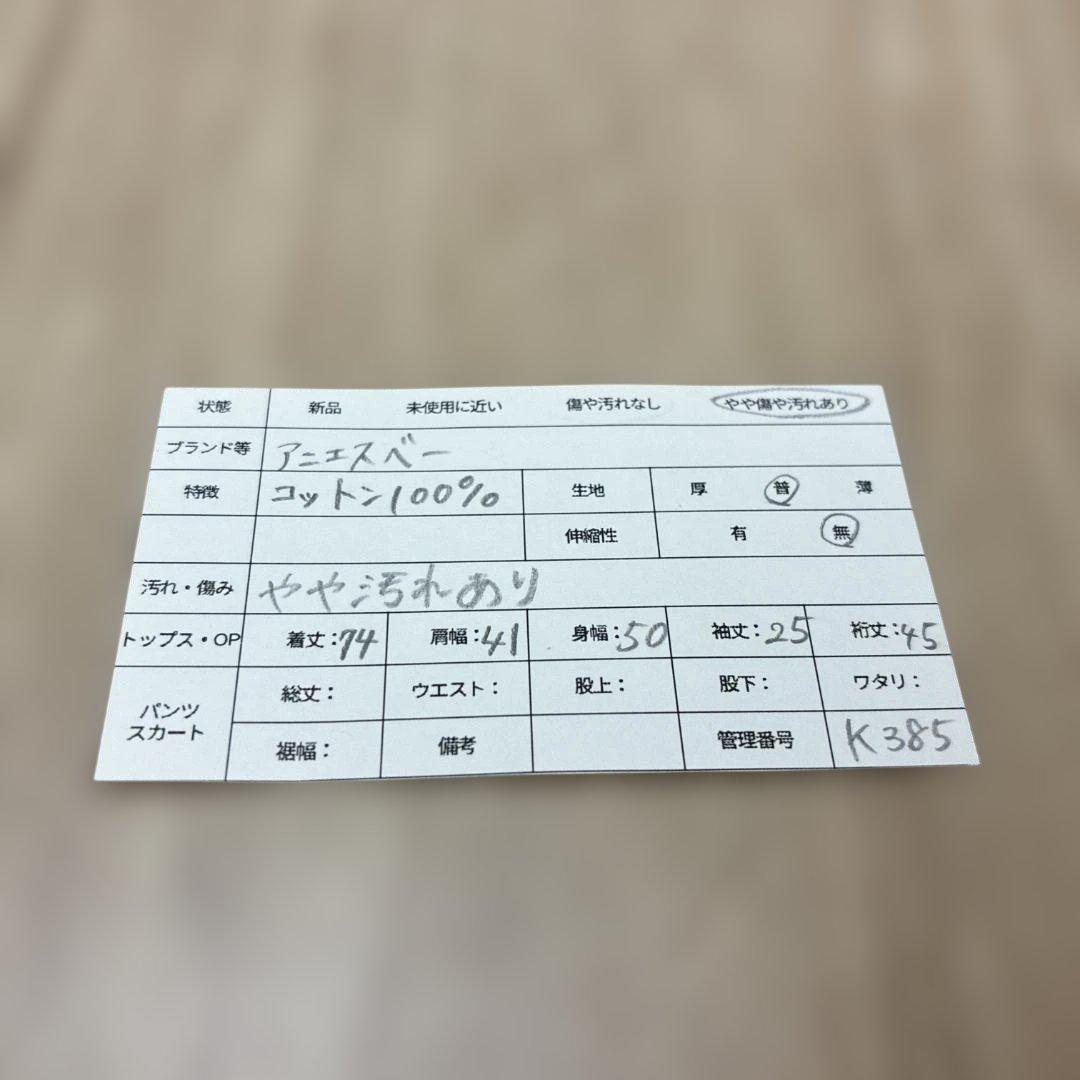 状態 新品 未使用に近い 傷や汚れなし やや傷や汚れあり
ブランド等 アニエスベー
特徴 コットン100% 生地 厚 普 薄
伸縮性 有 無
汚れ・傷み やや汚れあり
トップス・OP 着丈：74 肩幅：41 身幅：50 袖丈：25 裄丈：45
パンツ
スカート
総丈： ウエスト： 股上： 股下： ワタリ：
裾幅： 備考 管理番号 K385